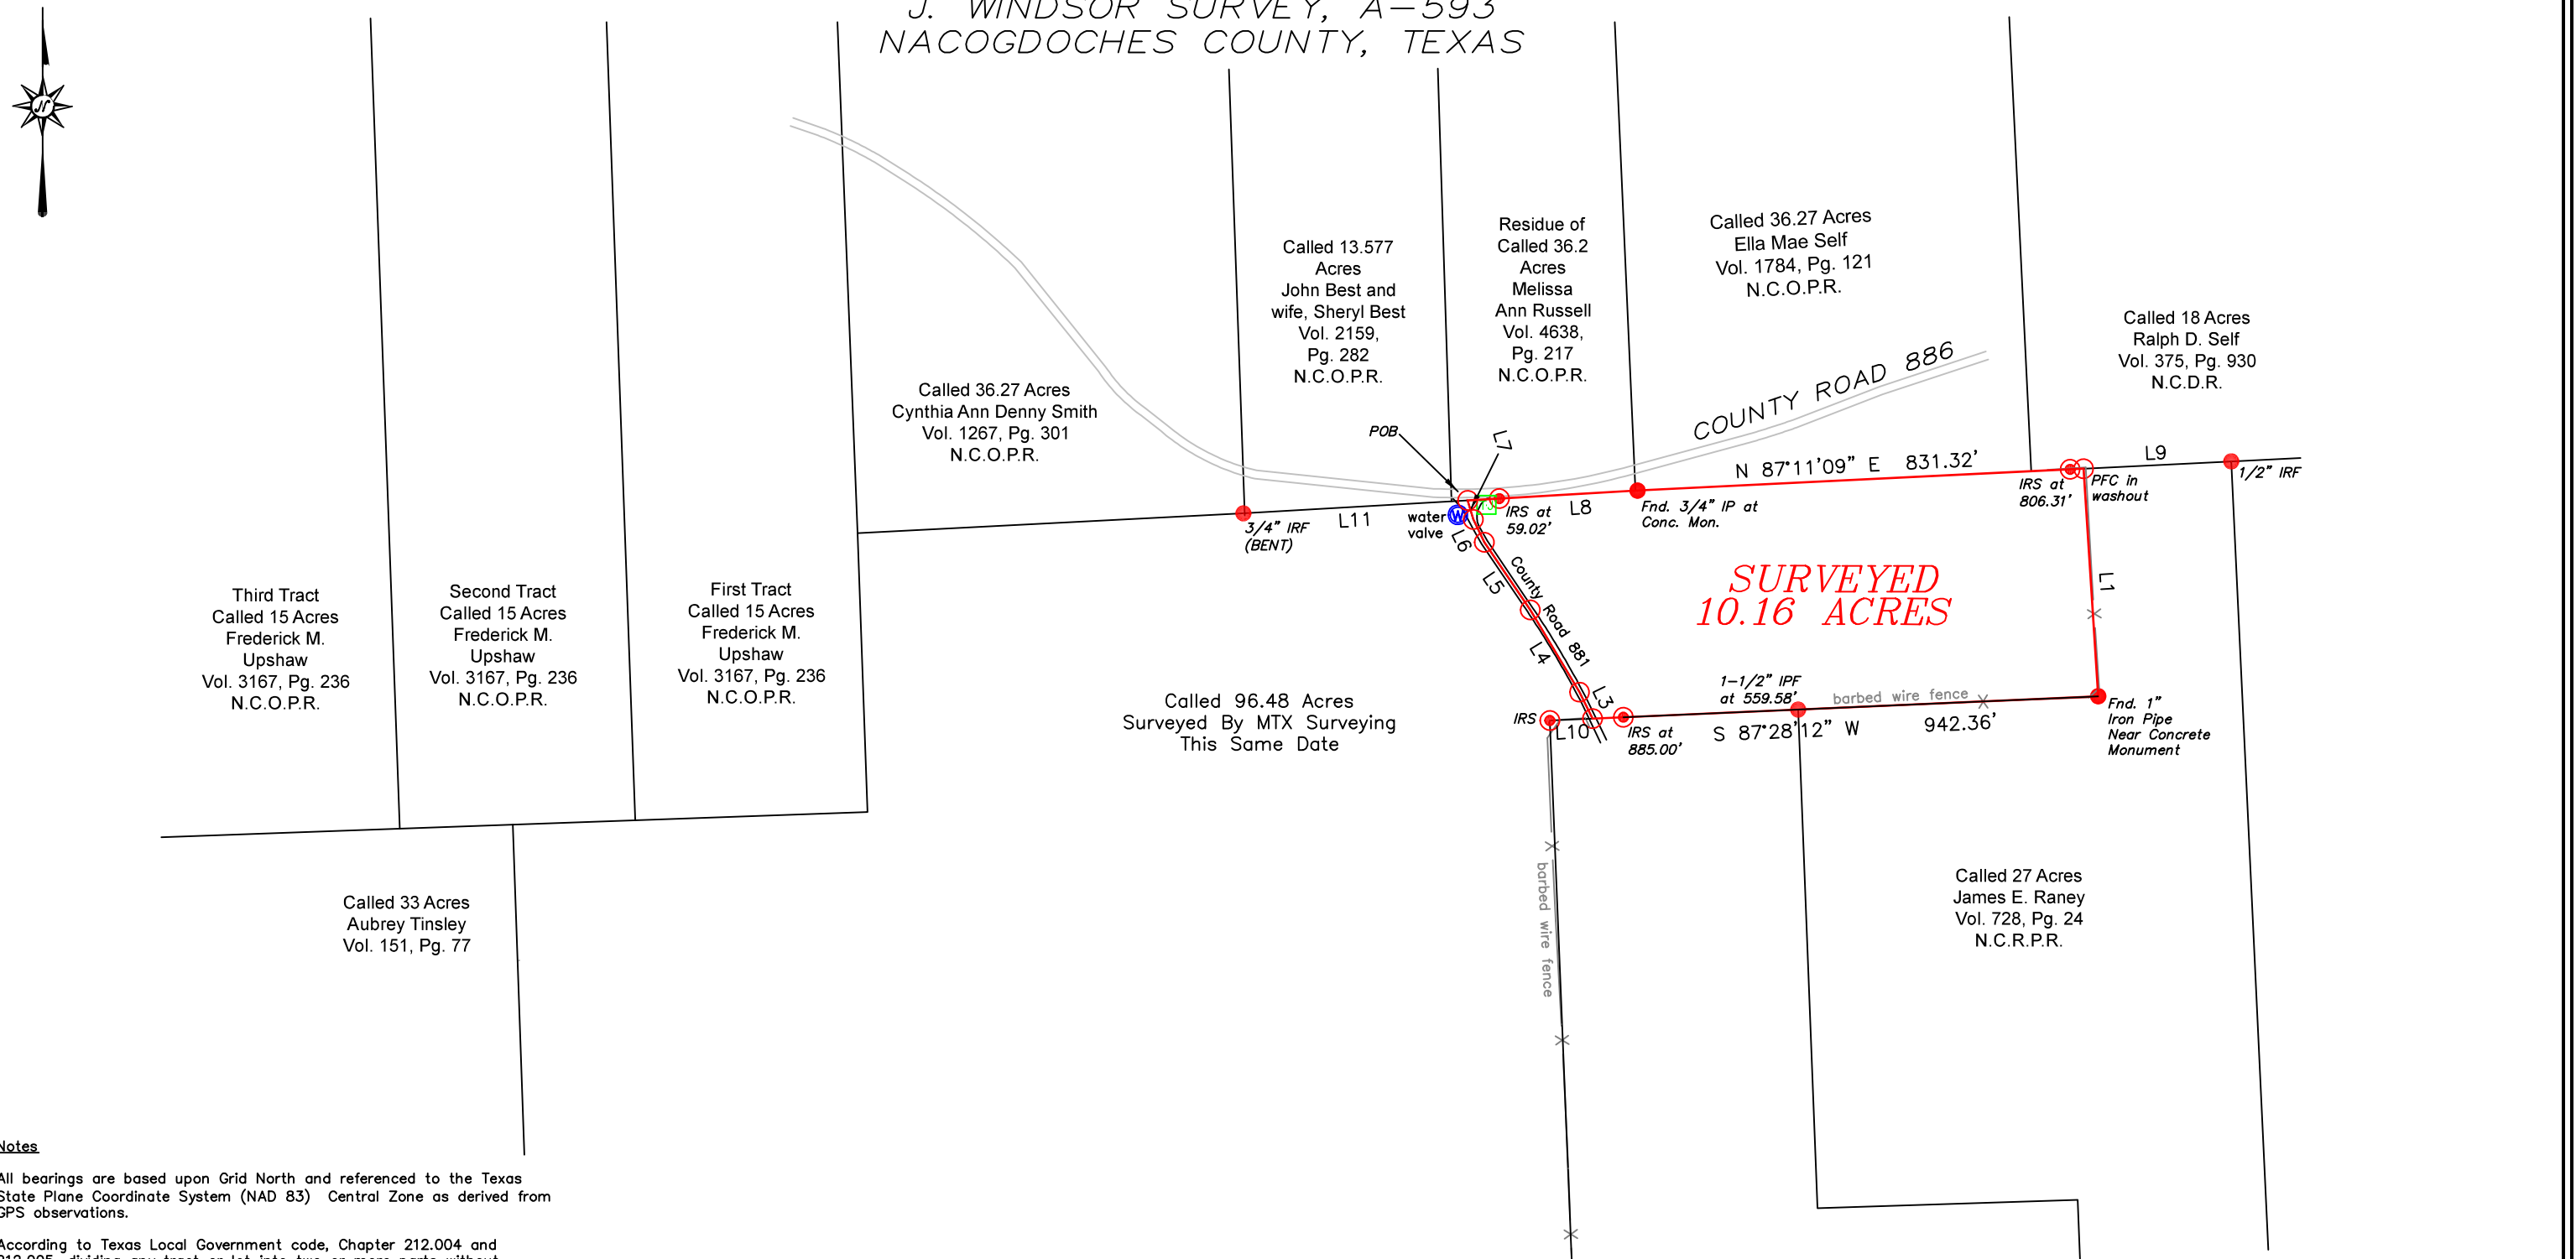 J. WINDSOR SURVEY, A-593
NACOGDOCHES COUNTY, TEXAS
N
Called 13.577
Acres
John Best and
wife, Sheryl Best
Vol. 2159,
Pg. 282
N.C.O.P.R.
Residue of
Called 36.2
Acres
Melissa
Ann Russell
Vol. 4638,
Pg. 217
N.C.O.P.R.
Called 36.27 Acres
Ella Mae Self
Vol. 1784, Pg. 121
N.C.O.P.R.
Called 18 Acres
Ralph D. Self
Vol. 375, Pg. 930
N.C.D.R.
Called 36.27 Acres
Cynthia Ann Denny Smith
Vol. 1267, Pg. 301
N.C.O.P.R.
POB
L7
COUNTY ROAD 886
N 87°11'09" E 831.32'
L9
1/2" IRF
IRS at
806.31'
PFC in
washout
3/4" IRF
(BENT)
L11
water
valve
W
L6
IRS at
59.02'
L8
Fnd. 3/4" IP at
Conc. Mon.
L5
County Road 881
L4
L3
SURVEYED
10.16 ACRES
L1
Third Tract
Called 15 Acres
Frederick M.
Upshaw
Vol. 3167, Pg. 236
N.C.O.P.R.
Second Tract
Called 15 Acres
Frederick M.
Upshaw
Vol. 3167, Pg. 236
N.C.O.P.R.
First Tract
Called 15 Acres
Frederick M.
Upshaw
Vol. 3167, Pg. 236
N.C.O.P.R.
Called 96.48 Acres
Surveyed By MTX Surveying
This Same Date
IRS
L10
IRS at
885.00'
1-1/2" IPF
at 559.58'
barbed wire fence
S 87°28'12" W 942.36'
Fnd. 1"
Iron Pipe
Near Concrete
Monument
barbed wire fence
Called 33 Acres
Aubrey Tinsley
Vol. 151, Pg. 77
Called 27 Acres
James E. Raney
Vol. 728, Pg. 24
N.C.R.P.R.
Notes
All bearings are based upon Grid North and referenced to the Texas
State Plane Coordinate System (NAD 83) Central Zone as derived from
GPS observations.
According to Texas Local Government code, Chapter 212.004 and
dividing any tract or lot into two or more parts without